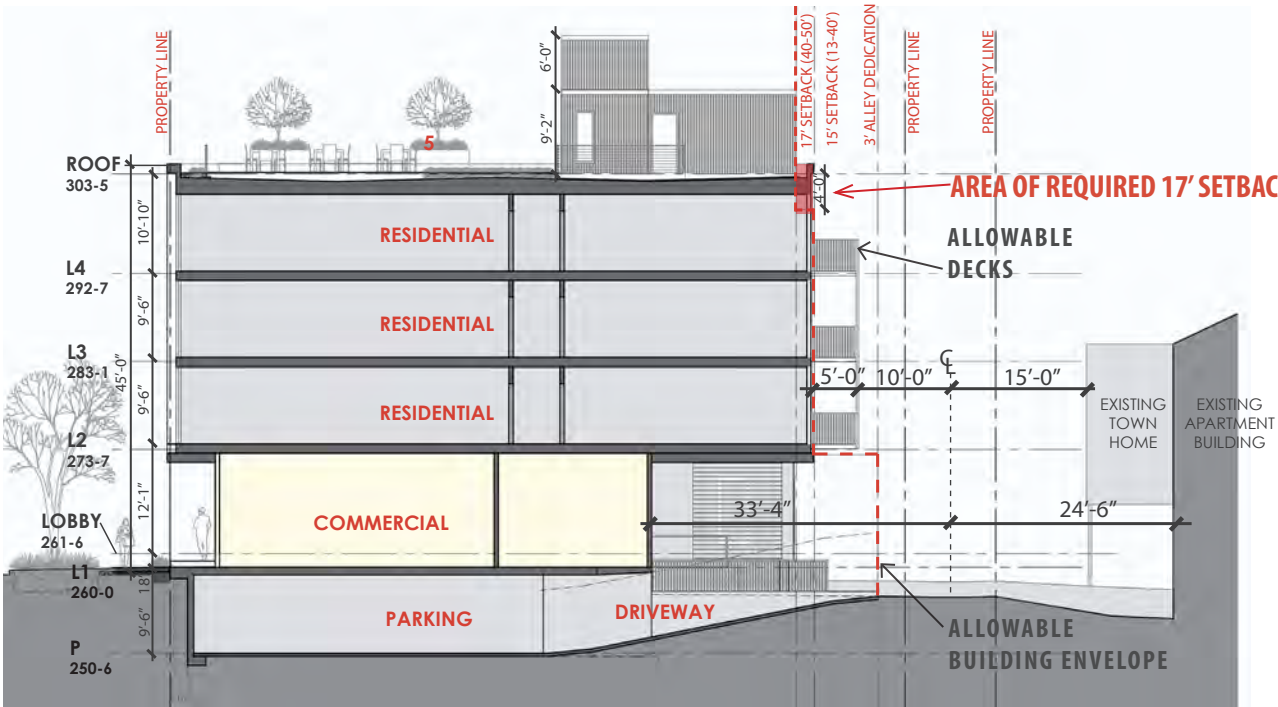 PROPERTY LINE
6'-0"
9'-2"
17' SETBACK (40-50')
15' SETBACK (13-40')
3' ALLEY DEDICATION
PROPERTY LINE
PROPERTY LINE
5
ROOF
303-5
4'-0"
AREA OF REQUIRED 17' SETBAC
10'-10"
RESIDENTIAL
ALLOWABLE
DECKS
L4
292-7
9'-6"
RESIDENTIAL
L3
283-1
45'-0"
5'-0"
10'-0"
℄
15'-0"
9'-6"
RESIDENTIAL
EXISTING
TOWN
HOME
EXISTING
APARTMENT
BUILDING
L2
273-7
12'-1"
COMMERCIAL
33'-4"
24'-6"
LOBBY
261-6
L1
260-0
18"
9'-6"
PARKING
DRIVEWAY
ALLOWABLE
BUILDING ENVELOPE
P
250-6